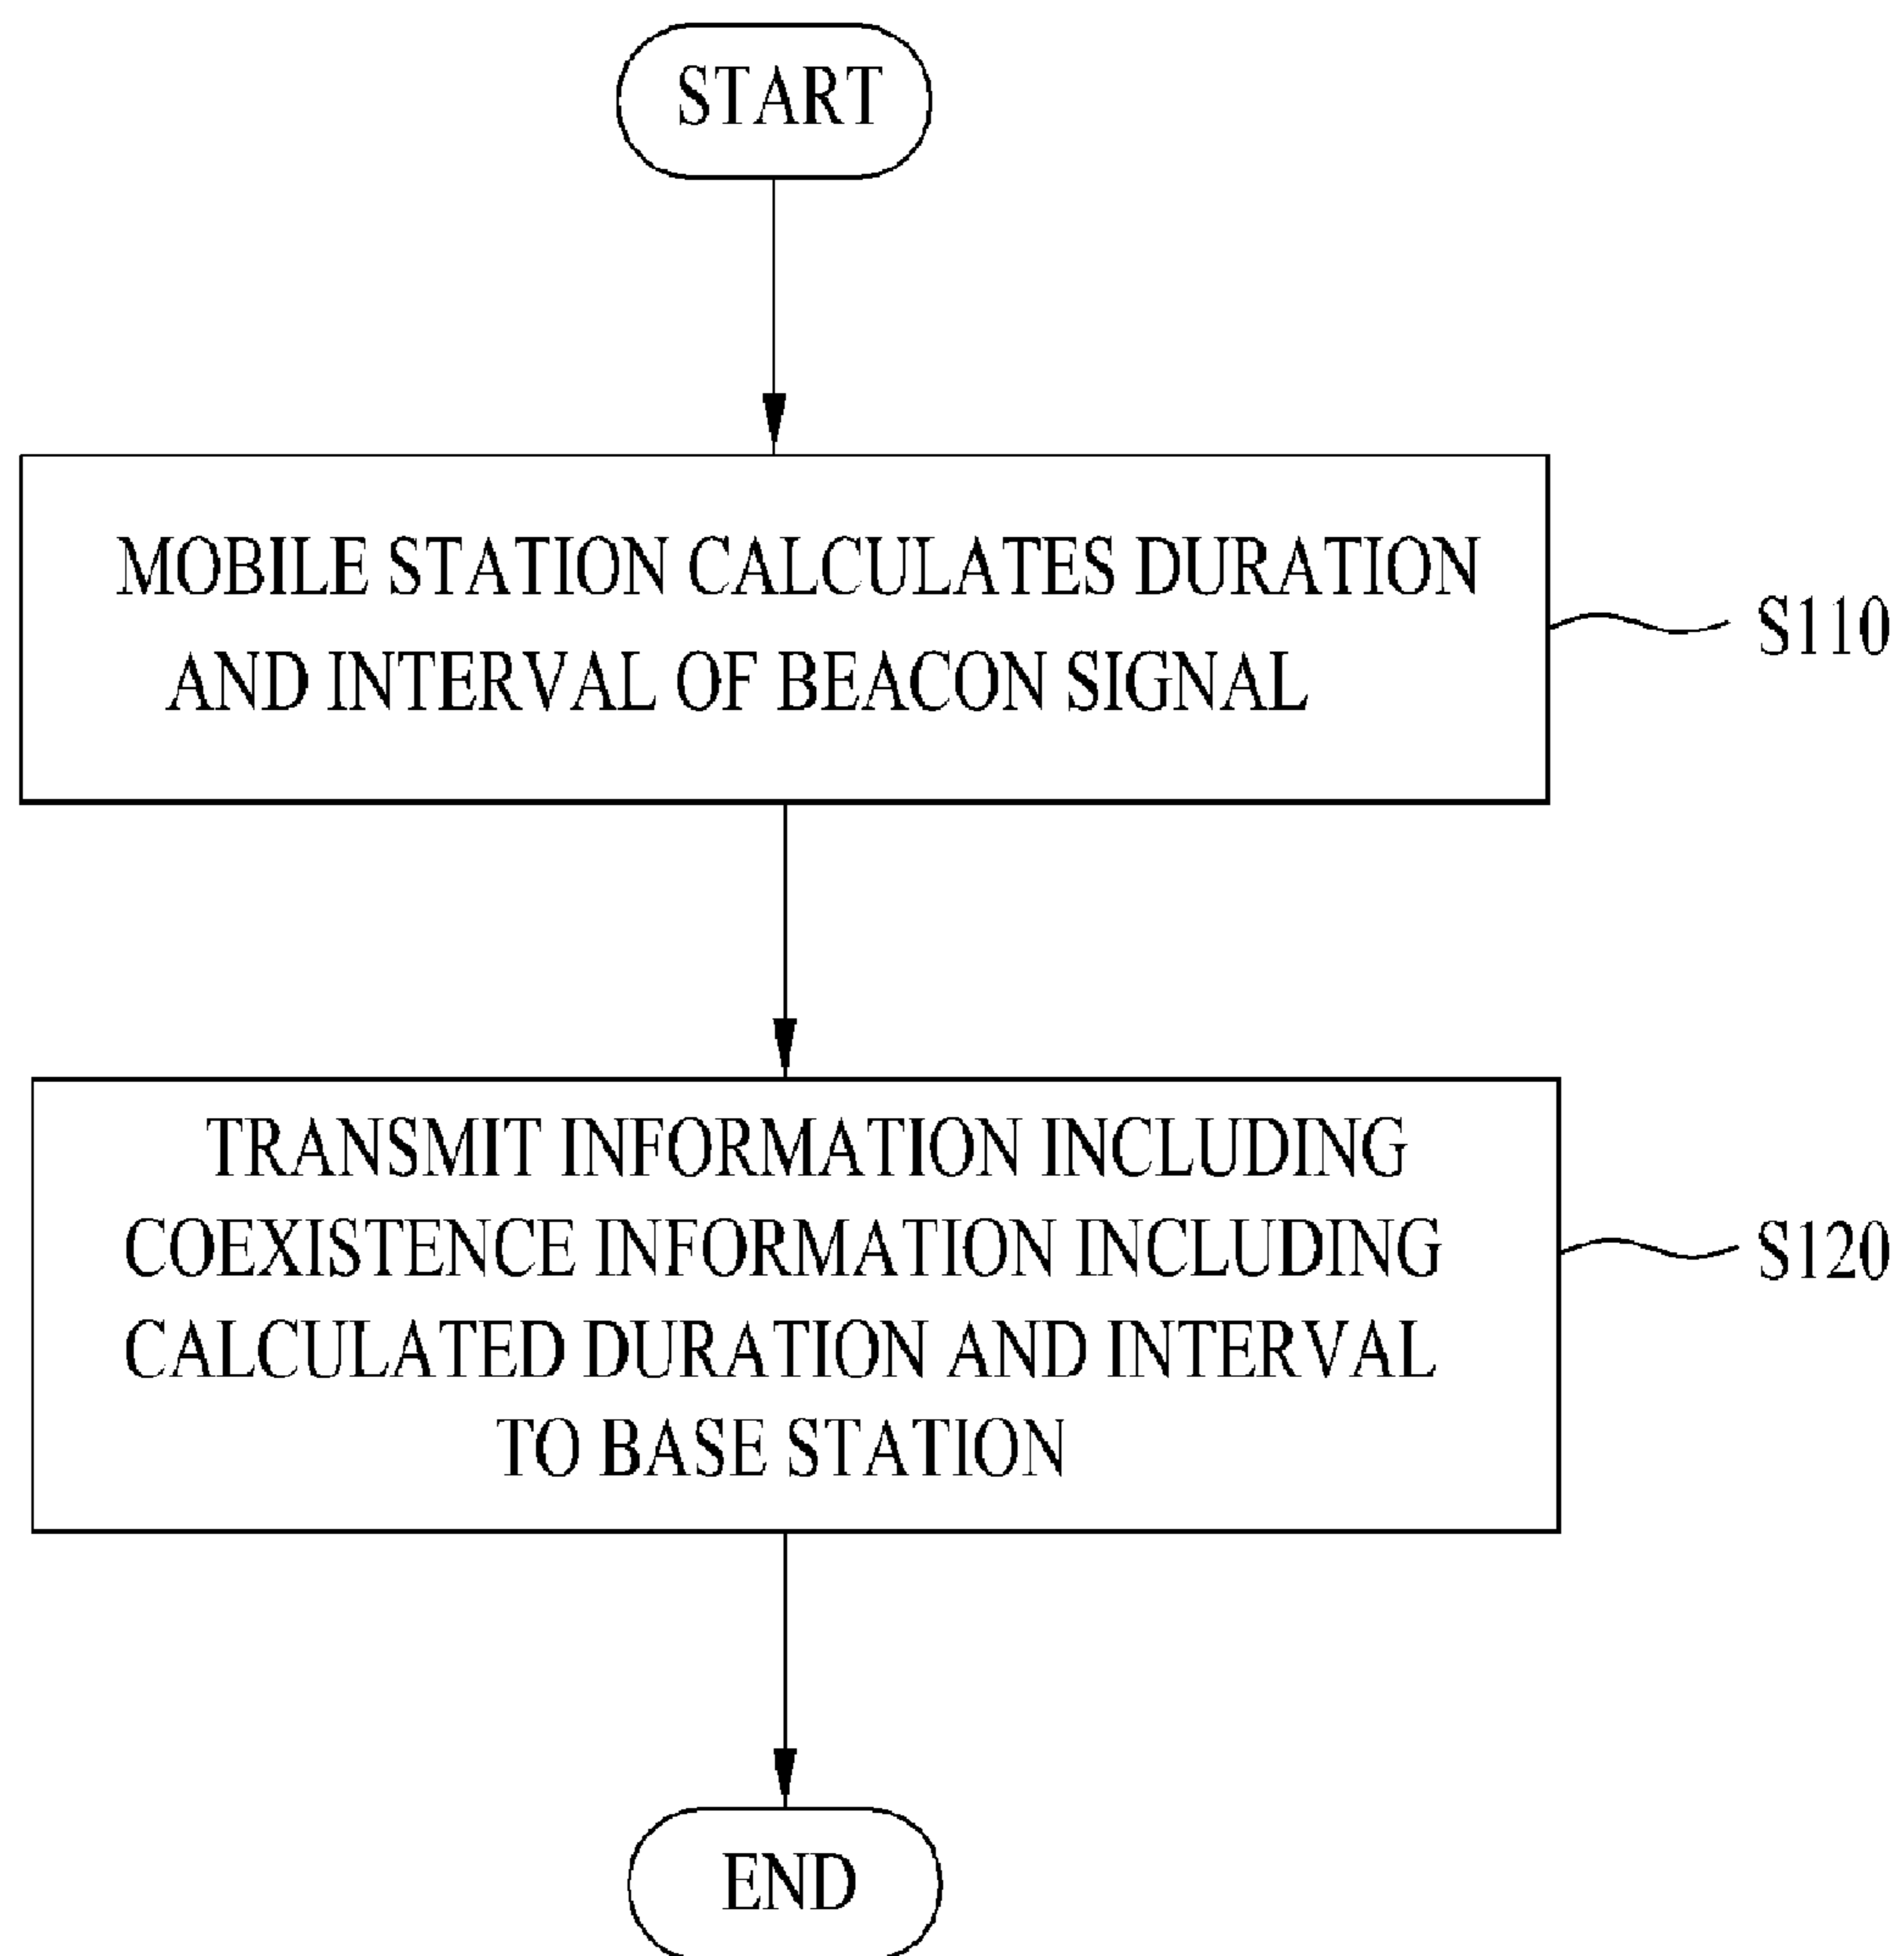 START
MOBILE STATION CALCULATES DURATION
AND INTERVAL OF BEACON SIGNAL
S110
TRANSMIT INFORMATION INCLUDING
COEXISTENCE INFORMATION INCLUDING
CALCULATED DURATION AND INTERVAL
TO BASE STATION
S120
END